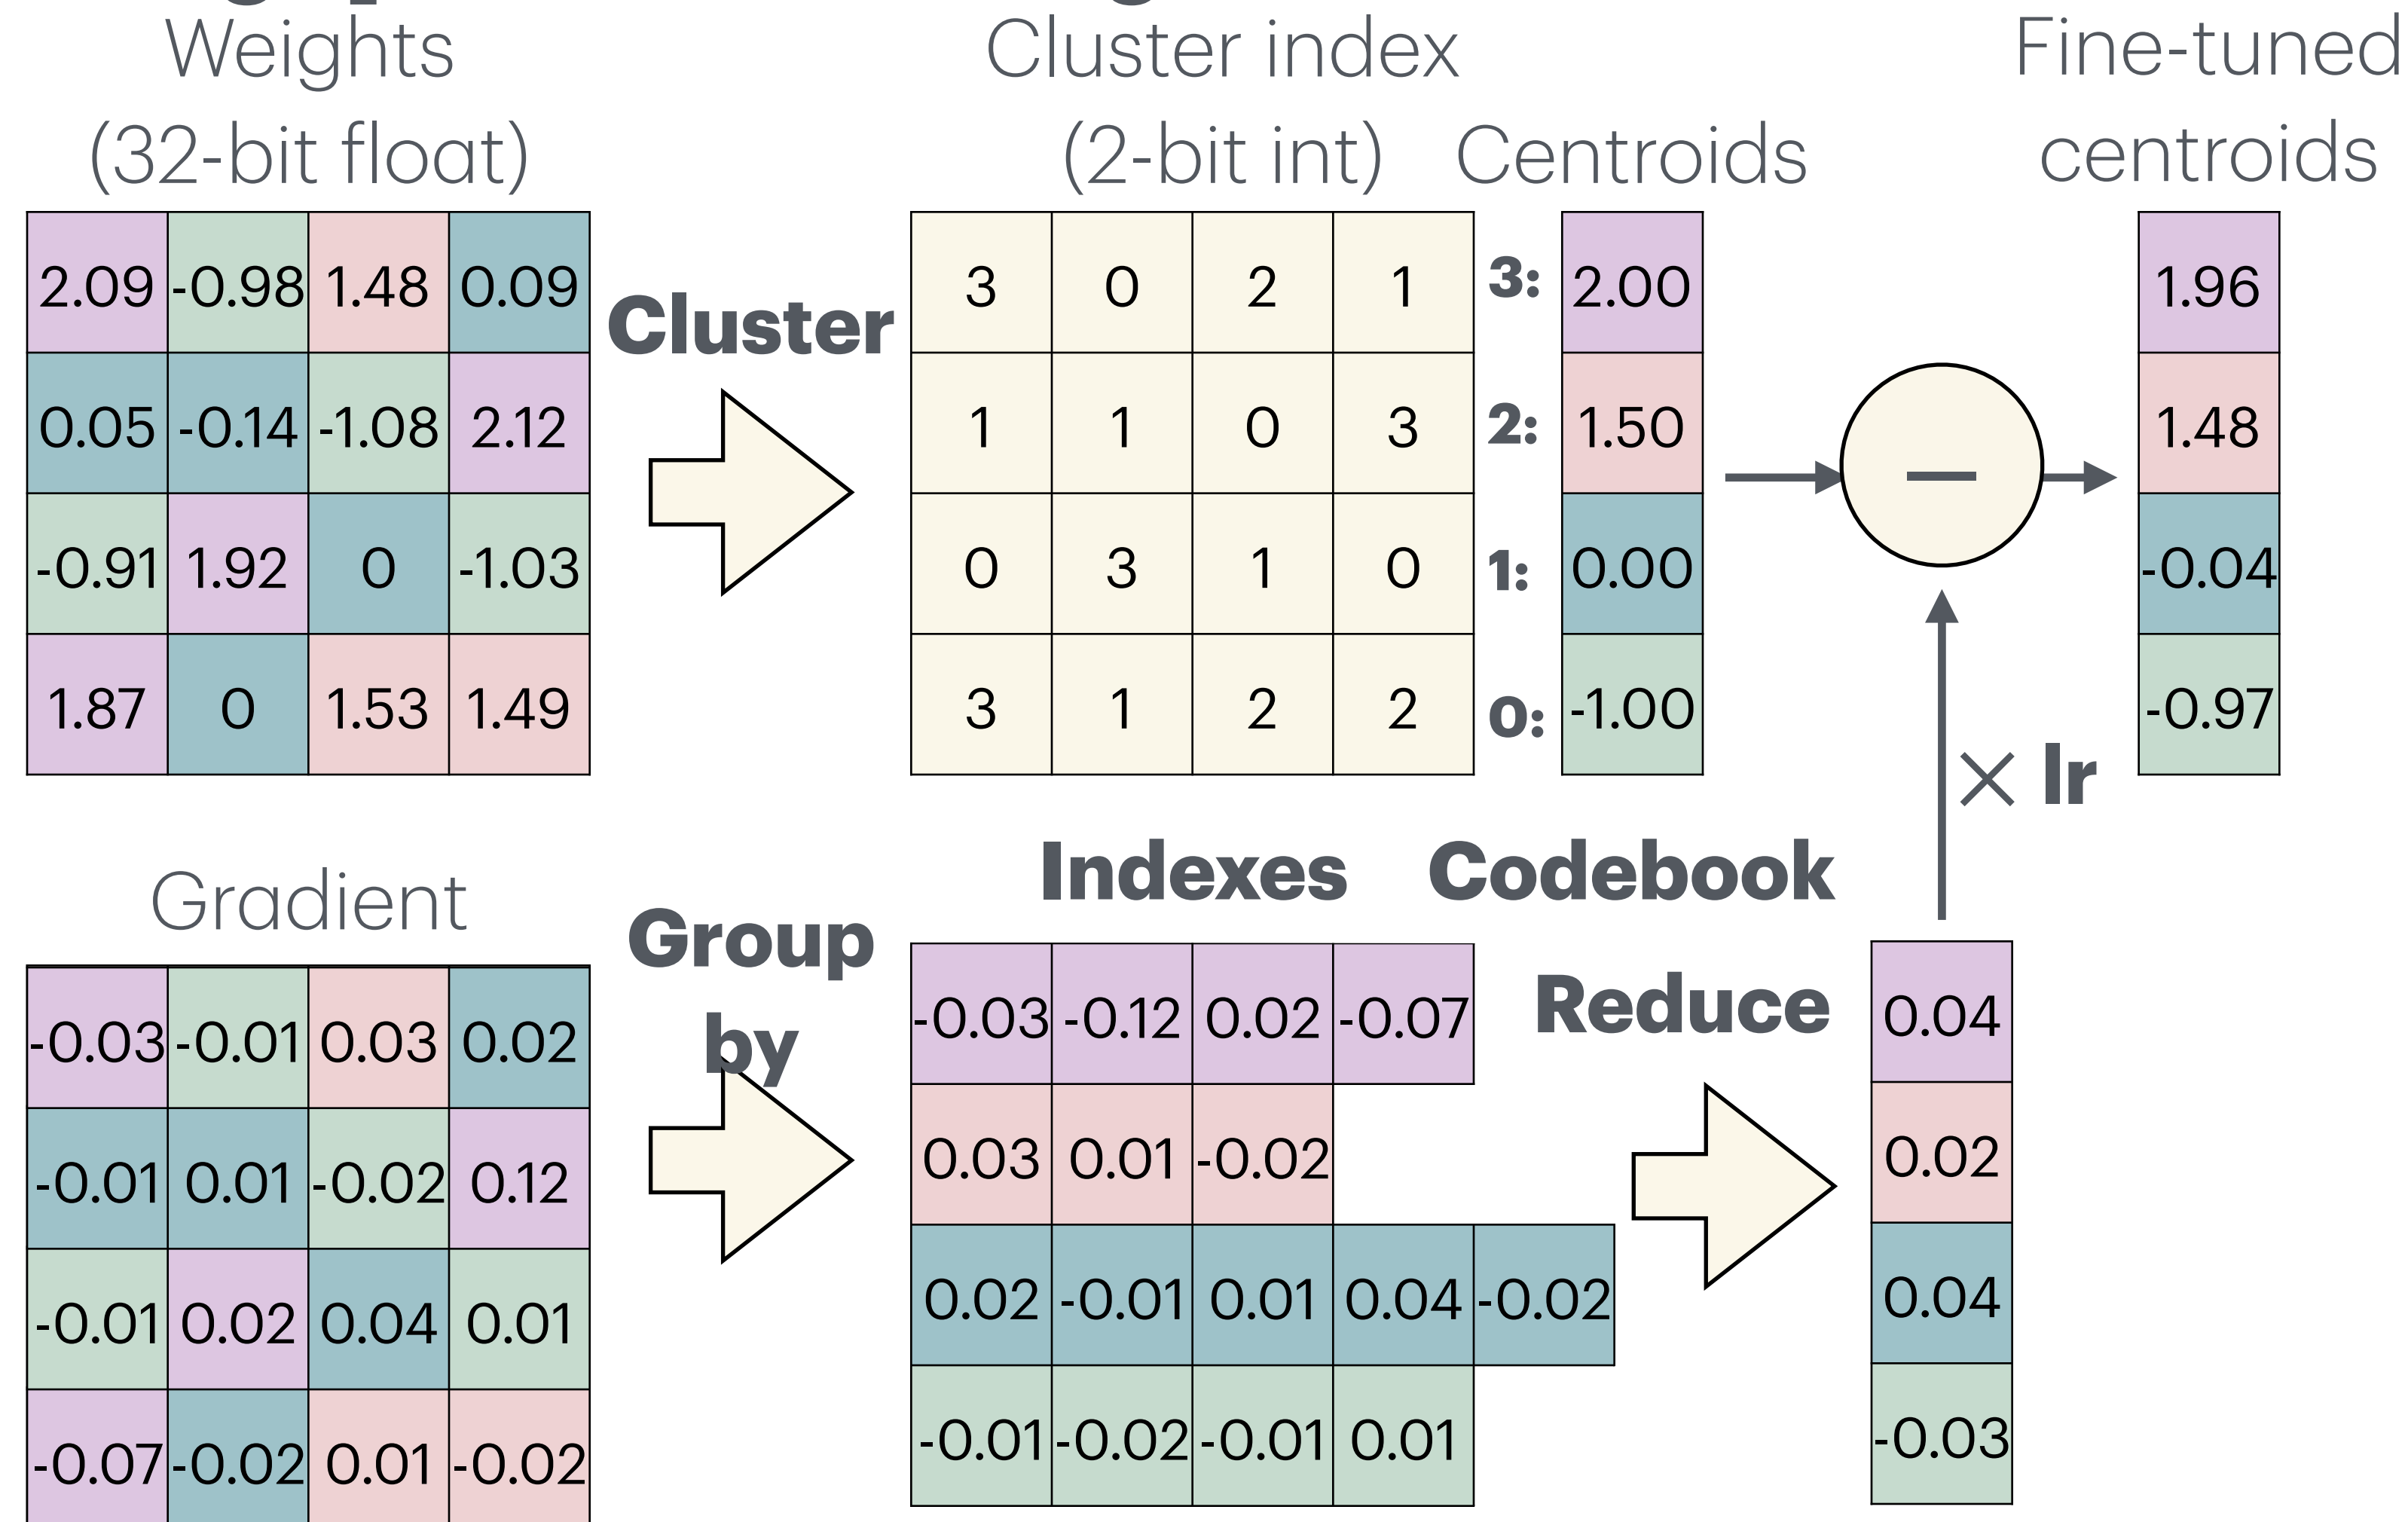 Weights
(32-bit float)
Cluster index
(2-bit int)
Centroids
Fine-tuned
centroids
2.09 -0.98 1.48 0.09
0.05 -0.14 -1.08 2.12
-0.91 1.92 0 -1.03
1.87 0 1.53 1.49
Cluster
3 0 2 1
1 1 0 3
0 3 1 0
3 1 2 2
3: 2.00
2: 1.50
1: 0.00
0: -1.00
—
1.96
1.48
-0.04
-0.97
× lr
Indexes
Codebook
Gradient
-0.03 -0.01 0.03 0.02
-0.01 0.01 -0.02 0.12
-0.01 0.02 0.04 0.01
-0.07 -0.02 0.01 -0.02
Group
by
-0.03 -0.12 0.02 -0.07
0.03 0.01 -0.02
0.02 -0.01 0.01 0.04 -0.02
-0.01 -0.02 -0.01 0.01
Reduce
0.04
0.02
0.04
-0.03